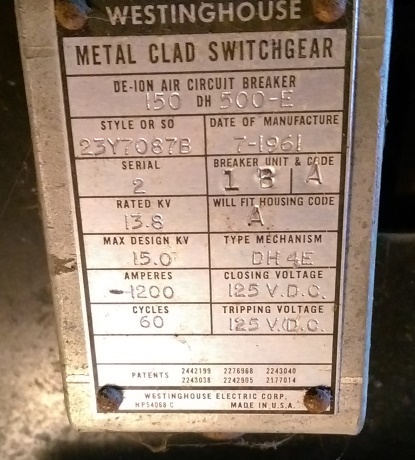 WESTINGHOUSE
METAL CLAD SWITCHGEAR
DE-ION AIR CIRCUIT BREAKER
150 DH 500-E
STYLE OR SO DATE OF MANUFACTURE
23Y7087B 7-1961
SERIAL BREAKER UNIT & CODE
2 1 B | A
RATED KV WILL FIT HOUSING CODE
13.8 A
MAX DESIGN KV TYPE MECHANISM
15.0 DH 4E
AMPERES CLOSING VOLTAGE
1200 125 V.D.C.
CYCLES TRIPPING VOLTAGE
60 125 V.D.C.
PATENTS 2442199 2276968 2243040
2243038 2242905 2177014
WESTINGHOUSE ELECTRIC CORP.
HP54068 C MADE IN U.S.A.